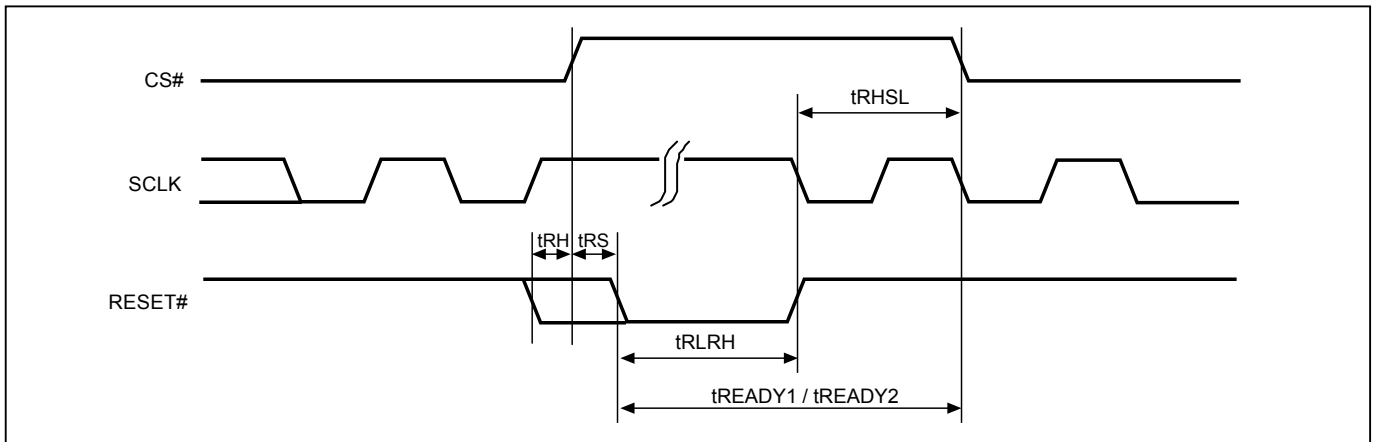 CS#
tRHSL
SCLK
tRH tRS
RESET#
tRLRH
tREADY1 / tREADY2